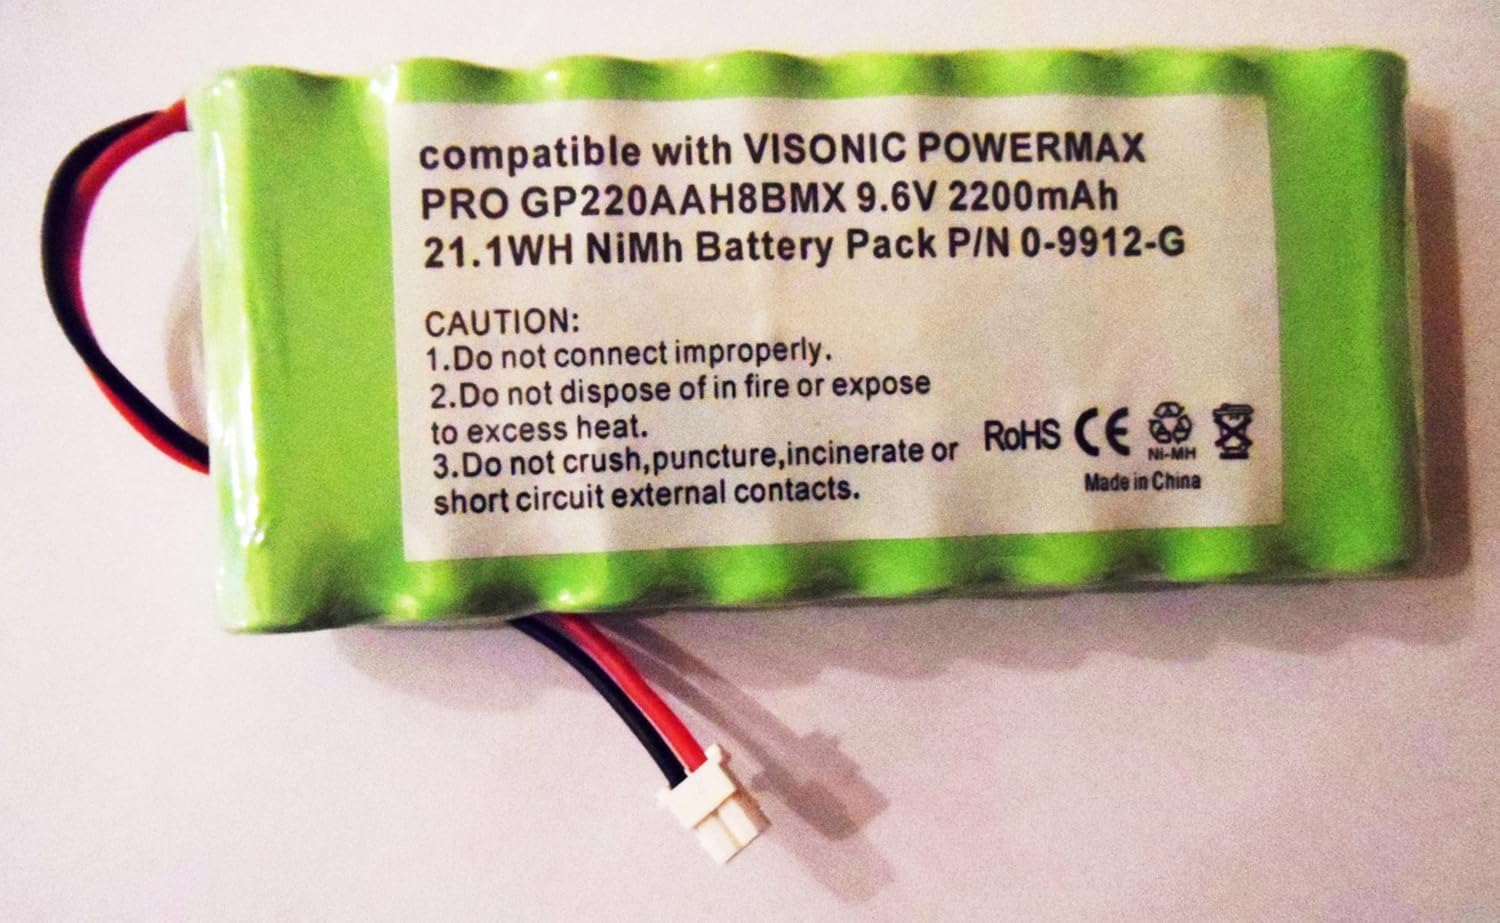 compatible with VISONIC POWERMAX
PRO GP220AAH8BMX 9.6V 2200mAh
21.1WH NiMh Battery Pack P/N 0-9912-G
CAUTION:
1.Do not connect improperly.
2.Do not dispose of in fire or expose
to excess heat.
3.Do not crush,puncture,incinerate or
short circuit external contacts.
RoHS CE
Ni-MH
Made in China